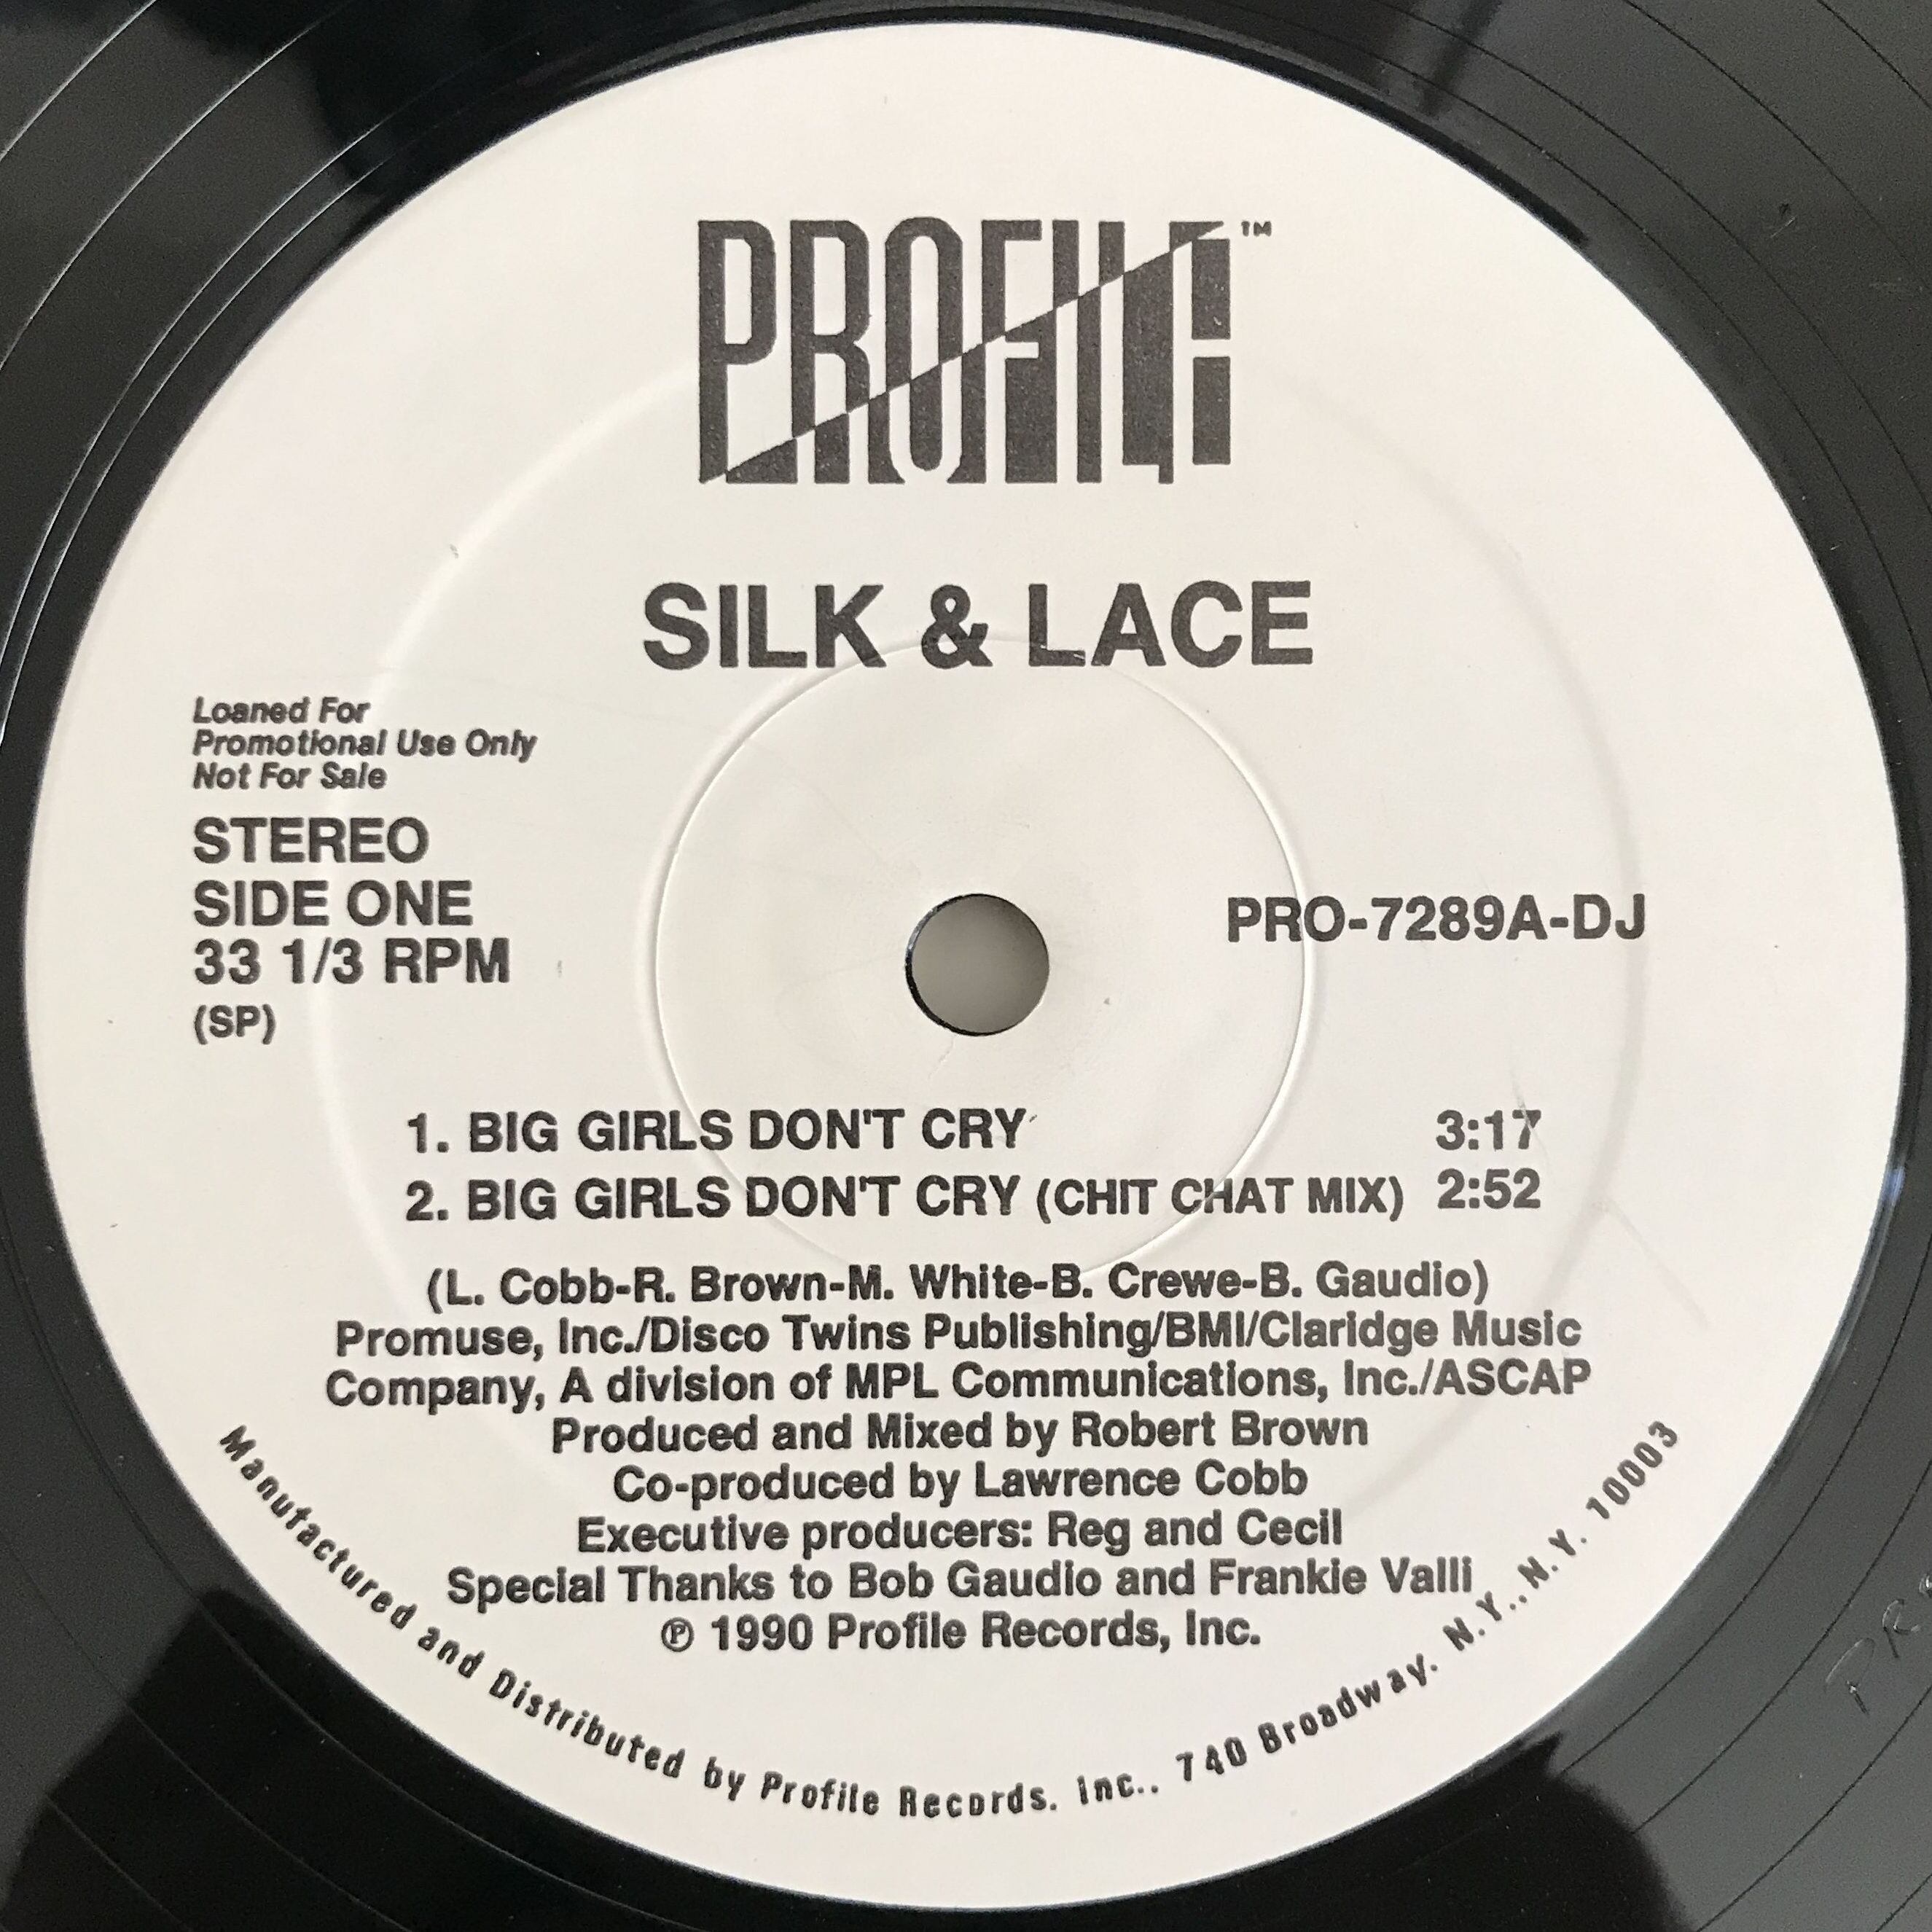 PROFILE™
SILK & LACE
Loaned For
Promotional Use Only
Not For Sale
STEREO
SIDE ONE
33 1/3 RPM
(SP)
PRO-7289A-DJ
1. BIG GIRLS DON'T CRY 3:17
2. BIG GIRLS DON'T CRY (CHIT CHAT MIX) 2:52
(L. Cobb-R. Brown-M. White-B. Crewe-B. Gaudio)
Promuse, Inc./Disco Twins Publishing/BMI/Claridge Music
Company, A division of MPL Communications, Inc./ASCAP
Produced and Mixed by Robert Brown
Co-produced by Lawrence Cobb
Executive producers: Reg and Cecil
Special Thanks to Bob Gaudio and Frankie Valli
℗ 1990 Profile Records, Inc.
Manufactured and Distributed by Profile Records. Inc.. 740 Broadway. N.Y., N.Y. 10003